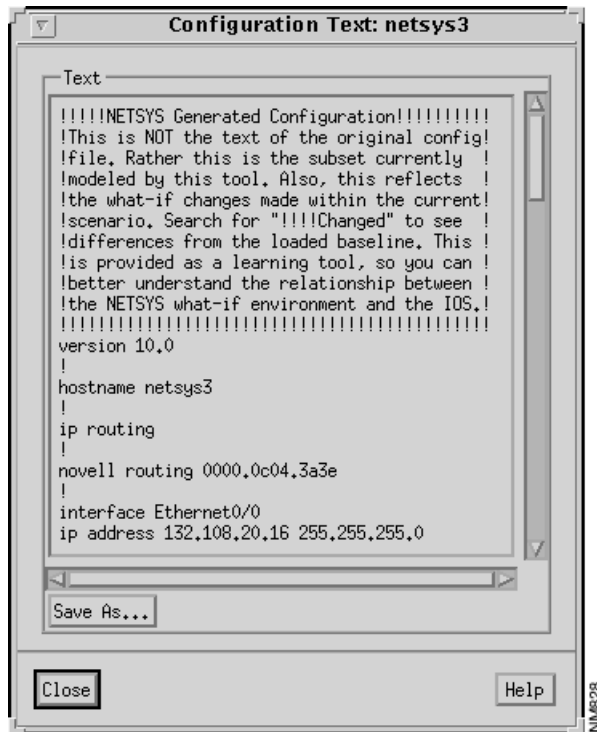 Configuration Text: netsys3
Text
!!!!!NETSYS Generated Configuration!!!!!!!!!!
!This is NOT the text of the original config!
!file. Rather this is the subset currently  !
!modeled by this tool. Also, this reflects  !
!the what-if changes made within the current!
!scenario. Search for "!!!!Changed" to see  !
!differences from the loaded baseline. This !
!is provided as a learning tool, so you can !
!better understand the relationship between !
!the NETSYS what-if environment and the IOS.!
!!!!!!!!!!!!!!!!!!!!!!!!!!!!!!!!!!!!!!!!!!!!!
version 10.0
!
hostname netsys3
!
ip routing
!
novell routing 0000.0c04.3a3e
!
interface Ethernet0/0
ip address 132.108.20.16 255.255.255.0
Save As...
Close
Help
NM828